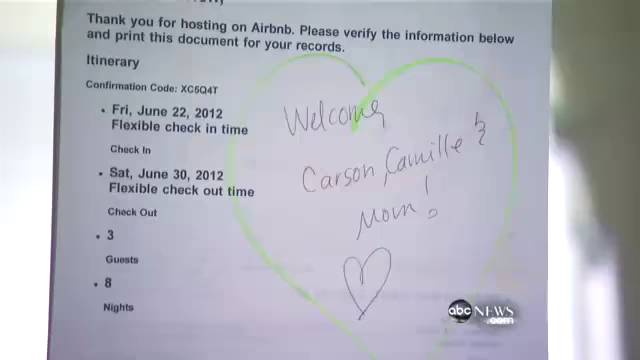 Thank you for hosting on Airbnb. Please verify the information below
and print this document for your records.
Itinerary
Confirmation Code: XC5Q4T
• Fri, June 22, 2012
Flexible check in time
Check In
• Sat, June 30, 2012
Flexible check out time
Check Out
• 3
Guests
• 8
Nights
Welcome
Carson, Camille &
Mom!
abc NEWS
.com